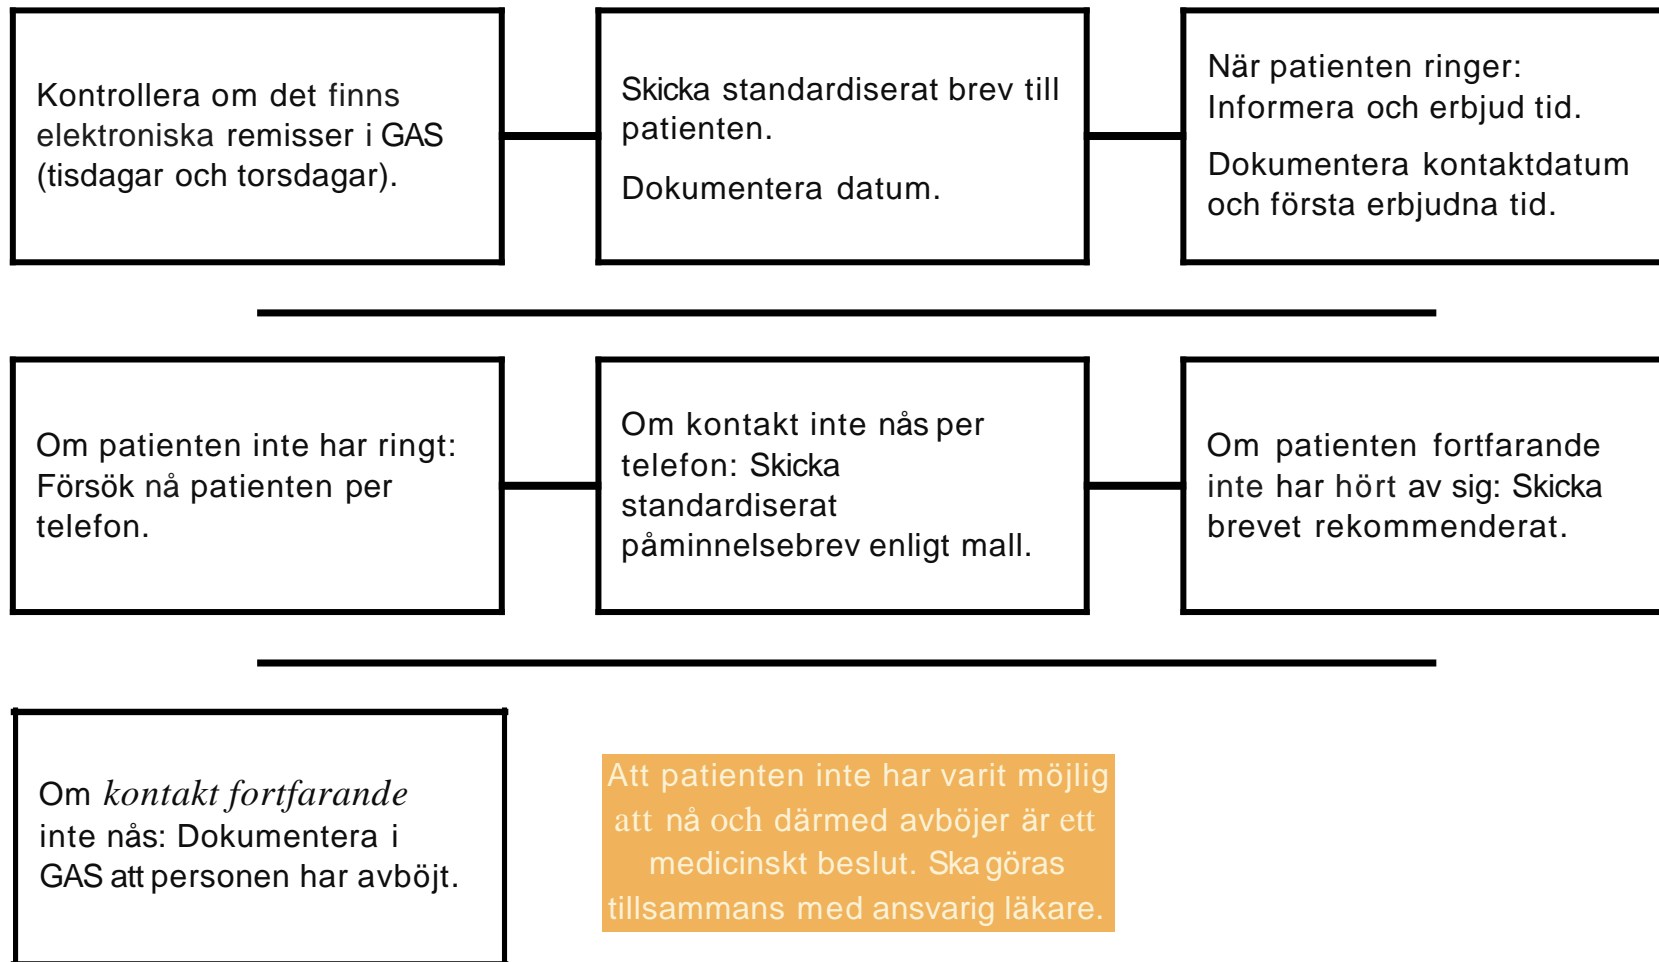 Kontrollera om det finns
elektroniska remisser i GAS
(tisdagar och torsdagar).
Skicka standardiserat brev till
patienten.
Dokumentera datum.
När patienten ringer:
Informera och erbjud tid.
Dokumentera kontaktdatum
och första erbjudna tid.
Om patienten inte har ringt:
Försök nå patienten per
telefon.
Om kontakt inte nås per
telefon: Skicka
standardiserat
påminnelsebrev enligt mall.
Om patienten fortfarande
inte har hört av sig: Skicka
brevet rekommenderat.
Om kontakt fortfarande
inte nås: Dokumentera i
GAS att personen har avböjt.
Att patienten inte har varit möjlig
att nå och därmed avböjer är ett
medicinskt beslut. Ska göras
tillsammans med ansvarig läkare.